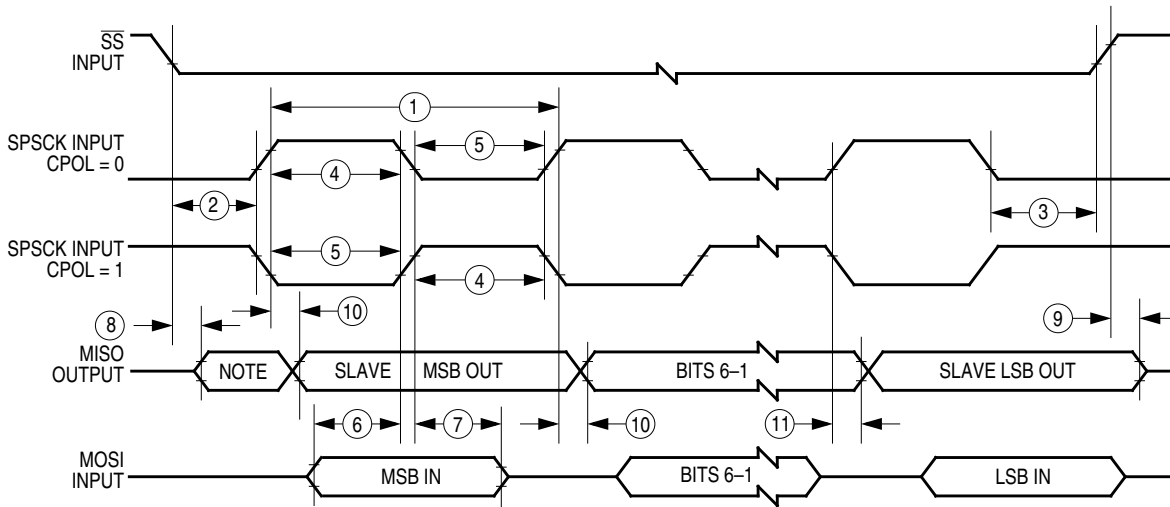 SS
INPUT
1
SPSCK INPUT
CPOL = 0
5
4
2
3
SPSCK INPUT
CPOL = 1
5
4
8
10
9
MISO
OUTPUT
NOTE
SLAVE MSB OUT
BITS 6–1
SLAVE LSB OUT
6
7
10
11
MOSI
INPUT
MSB IN
BITS 6–1
LSB IN